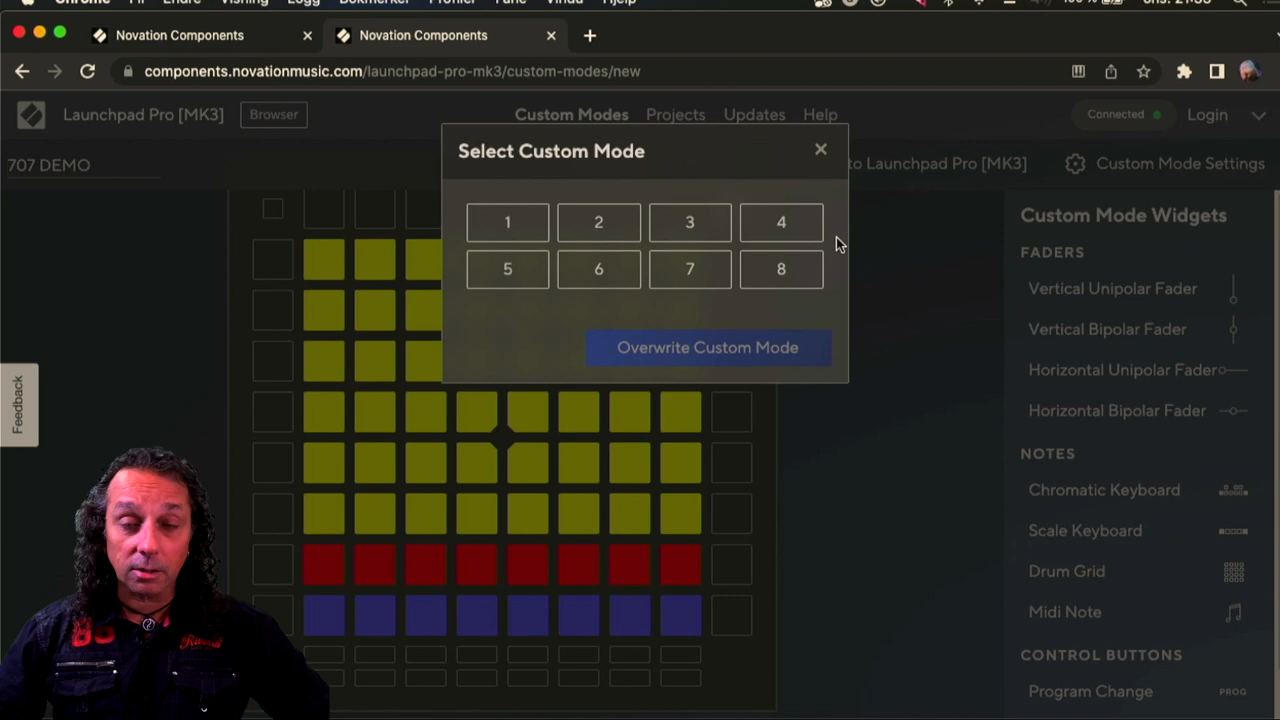 Chrome Fil Endre Visning Logg Bokmerker Profiler Fane Vindu Hjelp
Novation Components
Novation Components
components.novationmusic.com/launchpad-pro-mk3/custom-modes/new
Launchpad Pro [MK3]
Browser
Custom Modes
Projects
Updates
Help
Connected
Login
707 DEMO
to Launchpad Pro [MK3]
Custom Mode Settings
Select Custom Mode
1 2 3 4
5 6 7 8
Overwrite Custom Mode
Custom Mode Widgets
FADERS
Vertical Unipolar Fader
Vertical Bipolar Fader
Horizontal Unipolar Fader
Horizontal Bipolar Fader
NOTES
Chromatic Keyboard
Scale Keyboard
Drum Grid
Midi Note
CONTROL BUTTONS
Program Change PROG
Feedback